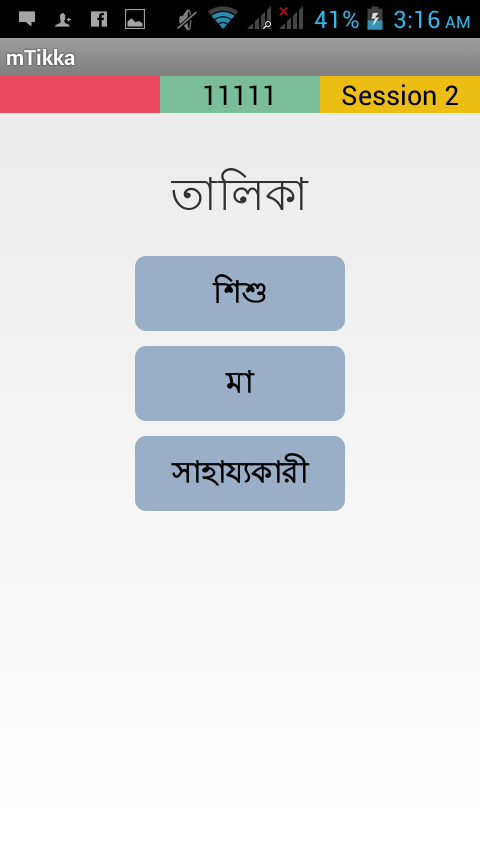 41% 3:16 AM
mTikka
11111 Session 2
তালিকা
শিশু
মা
সাহায্যকারী